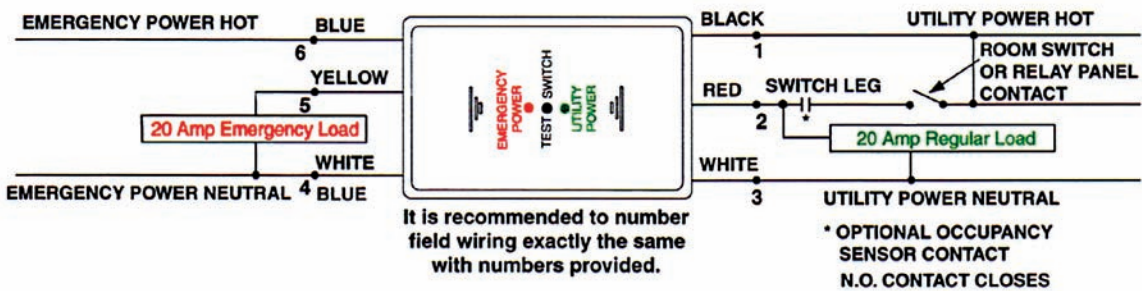 EMERGENCY POWER HOT
BLUE
6
YELLOW
5
20 Amp Emergency Load
WHITE
4
BLUE
EMERGENCY POWER NEUTRAL
EMERGENCY
POWER
TEST SWITCH
UTILITY
POWER
It is recommended to number
field wiring exactly the same
with numbers provided.
BLACK
1
UTILITY POWER HOT
ROOM SWITCH
OR RELAY PANEL
CONTACT
RED
2
SWITCH LEG
*
20 Amp Regular Load
WHITE
3
UTILITY POWER NEUTRAL
* OPTIONAL OCCUPANCY
SENSOR CONTACT
N.O. CONTACT CLOSES